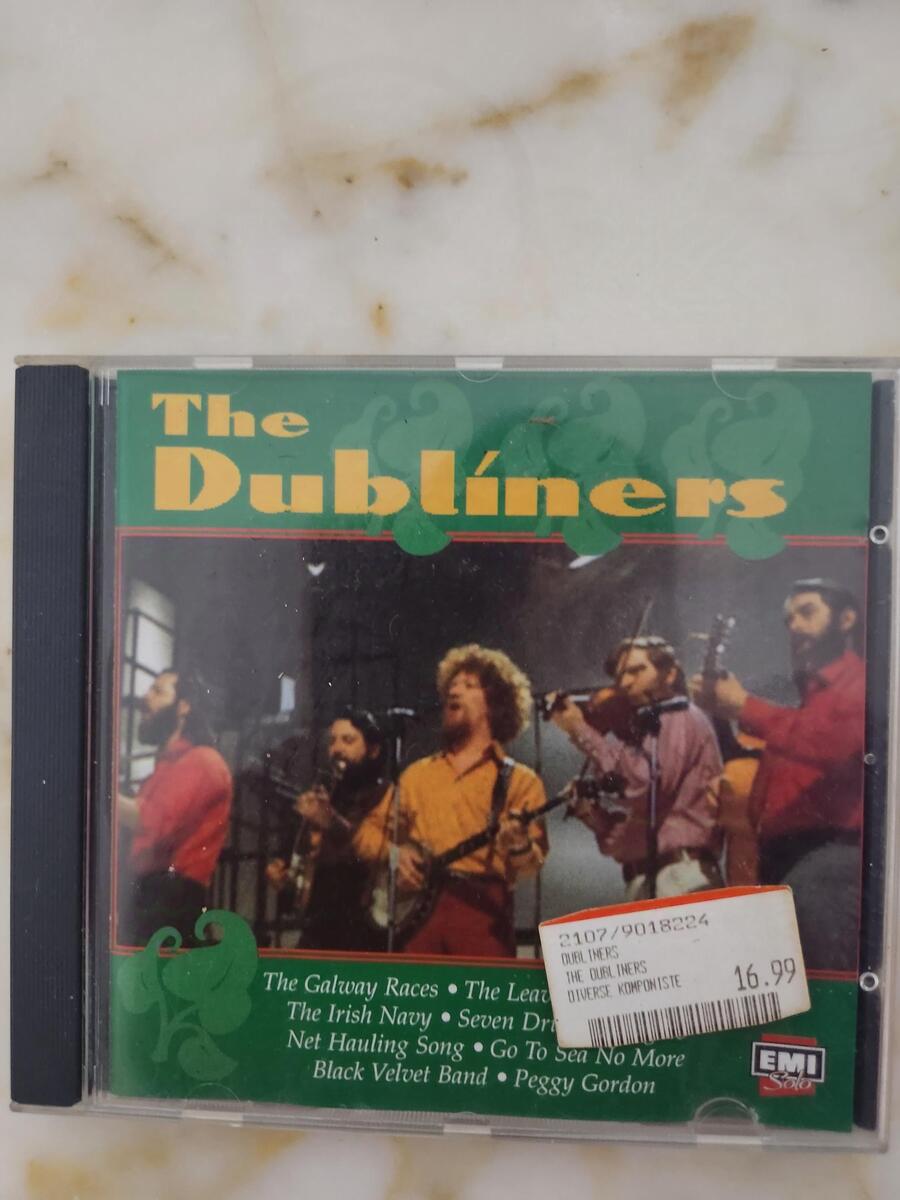 The
Dublíners
2107/9018224
DUBLINERS
THE DUBLINERS
DIVERSE KOMPONISTE
16.99
The Galway Races • The Leav
The Irish Navy • Seven Dr
Net Hauling Song • Go To Sea No More
Black Velvet Band • Peggy Gordon
EMI
Solo